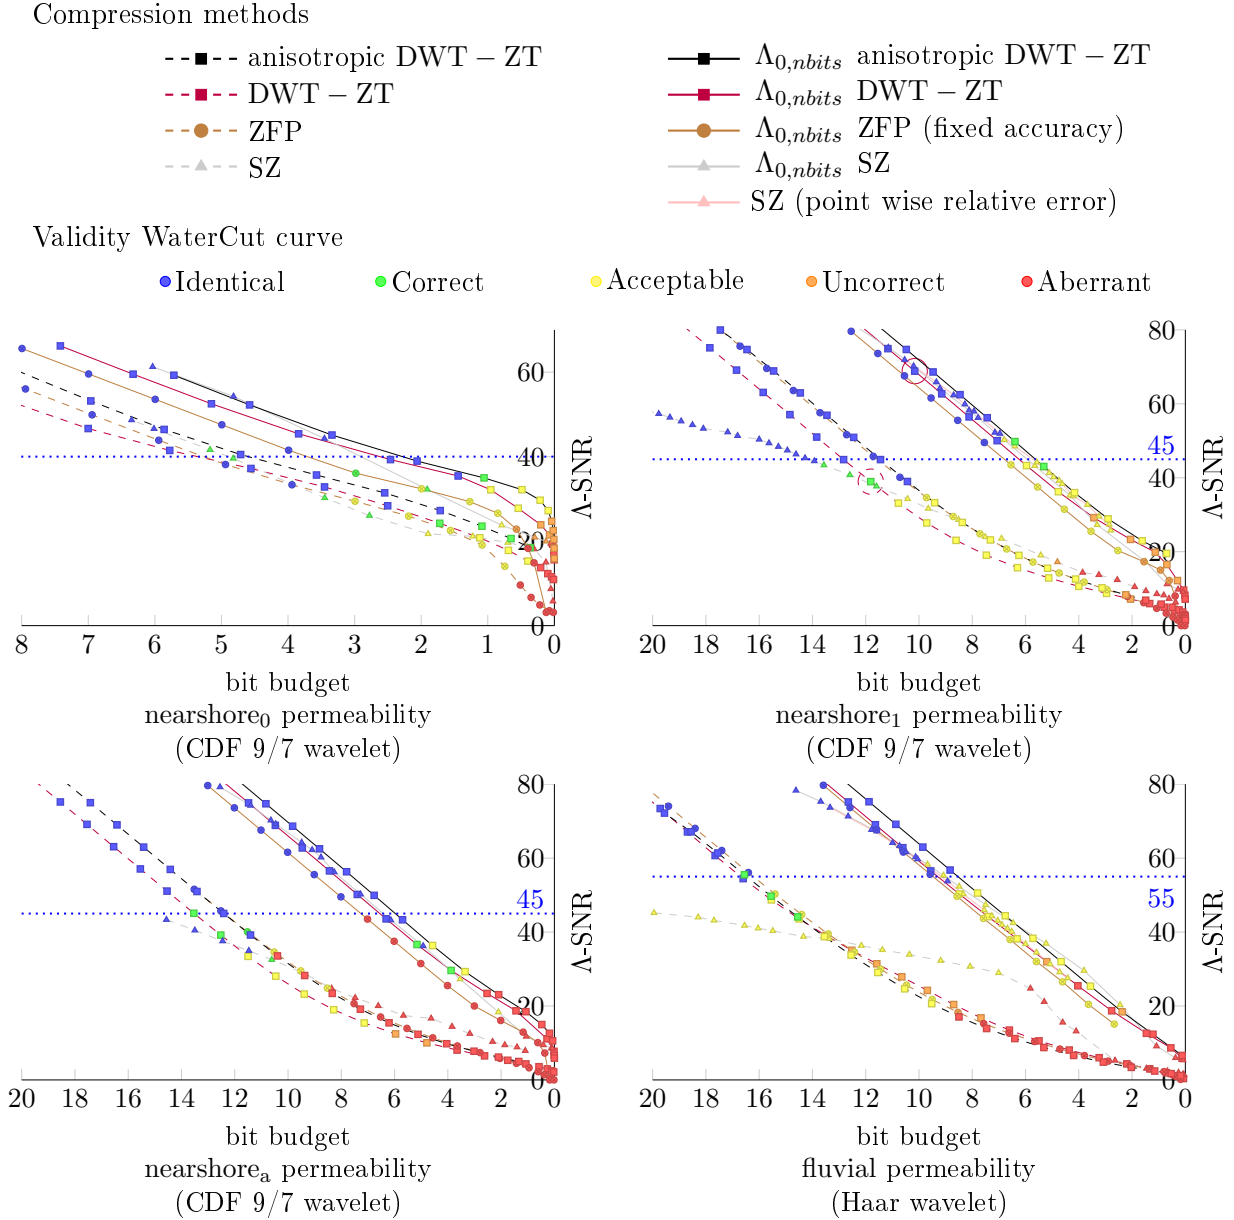 Compression methods
anisotropic DWT − ZT
DWT − ZT
ZFP
SZ
Λ0,nbits anisotropic DWT − ZT
Λ0,nbits DWT − ZT
Λ0,nbits ZFP (fixed accuracy)
Λ0,nbits SZ
SZ (point wise relative error)
Validity WaterCut curve
Identical Correct Acceptable Uncorrect Aberrant
60
40
20
0
Λ-SNR
8 7 6 5 4 3 2 1 0
bit budget
nearshore0 permeability
(CDF 9/7 wavelet)
80
60
45
40
20
0
Λ-SNR
20 18 16 14 12 10 8 6 4 2 0
bit budget
nearshore1 permeability
(CDF 9/7 wavelet)
80
60
45
40
20
0
Λ-SNR
20 18 16 14 12 10 8 6 4 2 0
bit budget
nearshorea permeability
(CDF 9/7 wavelet)
80
60
55
40
20
0
Λ-SNR
20 18 16 14 12 10 8 6 4 2 0
bit budget
fluvial permeability
(Haar wavelet)